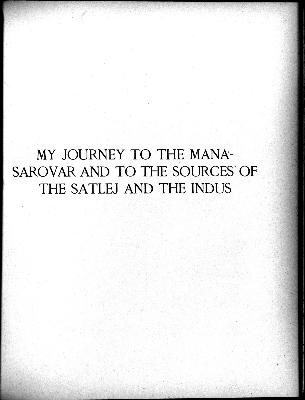 MY JOURNEY TO THE MANA-
SAROVAR AND TO THE SOURCES OF
THE SATLEJ AND THE INDUS